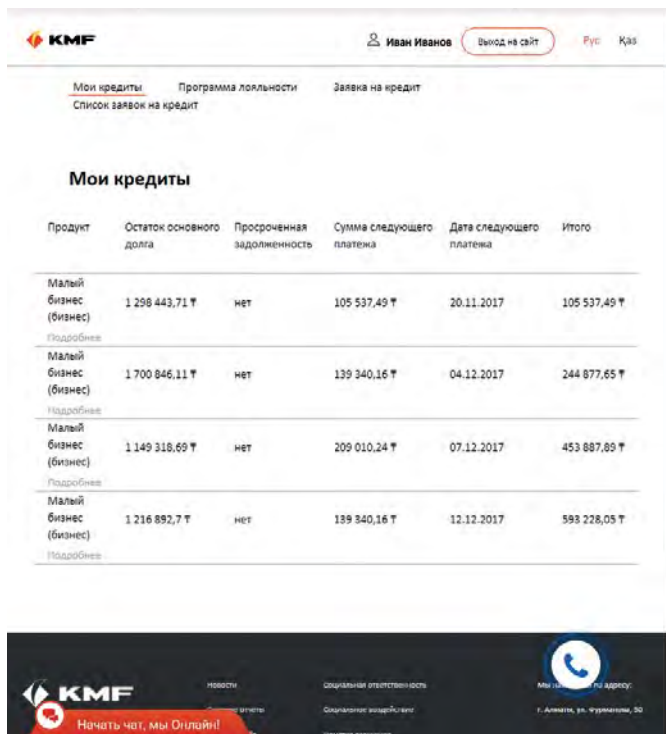 KMF
Иван Иванов
Выход на сайт
Рус Қаз
Мои кредиты Программа лояльности Заявка на кредит
Список заявок на кредит
Мои кредиты
Продукт Остаток основного долга Просроченная задолженность Сумма следующего платежа Дата следующего платежа Итого
Малый
бизнес
(бизнес)
1 298 443,71 ₸ нет 105 537,49 ₸ 20.11.2017 105 537,49 ₸
Подробнее
Малый
бизнес
(бизнес)
1 700 846,11 ₸ нет 139 340,16 ₸ 04.12.2017 244 877,65 ₸
Подробнее
Малый
бизнес
(бизнес)
1 149 318,69 ₸ нет 209 010,24 ₸ 07.12.2017 453 887,89 ₸
Подробнее
Малый
бизнес
(бизнес)
1 216 892,7 ₸ нет 139 340,16 ₸ 12.12.2017 593 228,05 ₸
Подробнее
KMF
Новости
Социальная ответственность
адресу:
Социальное воздействие
г. Алматы, ул. Фурманова, 50
Начать чат, мы Онлайн!